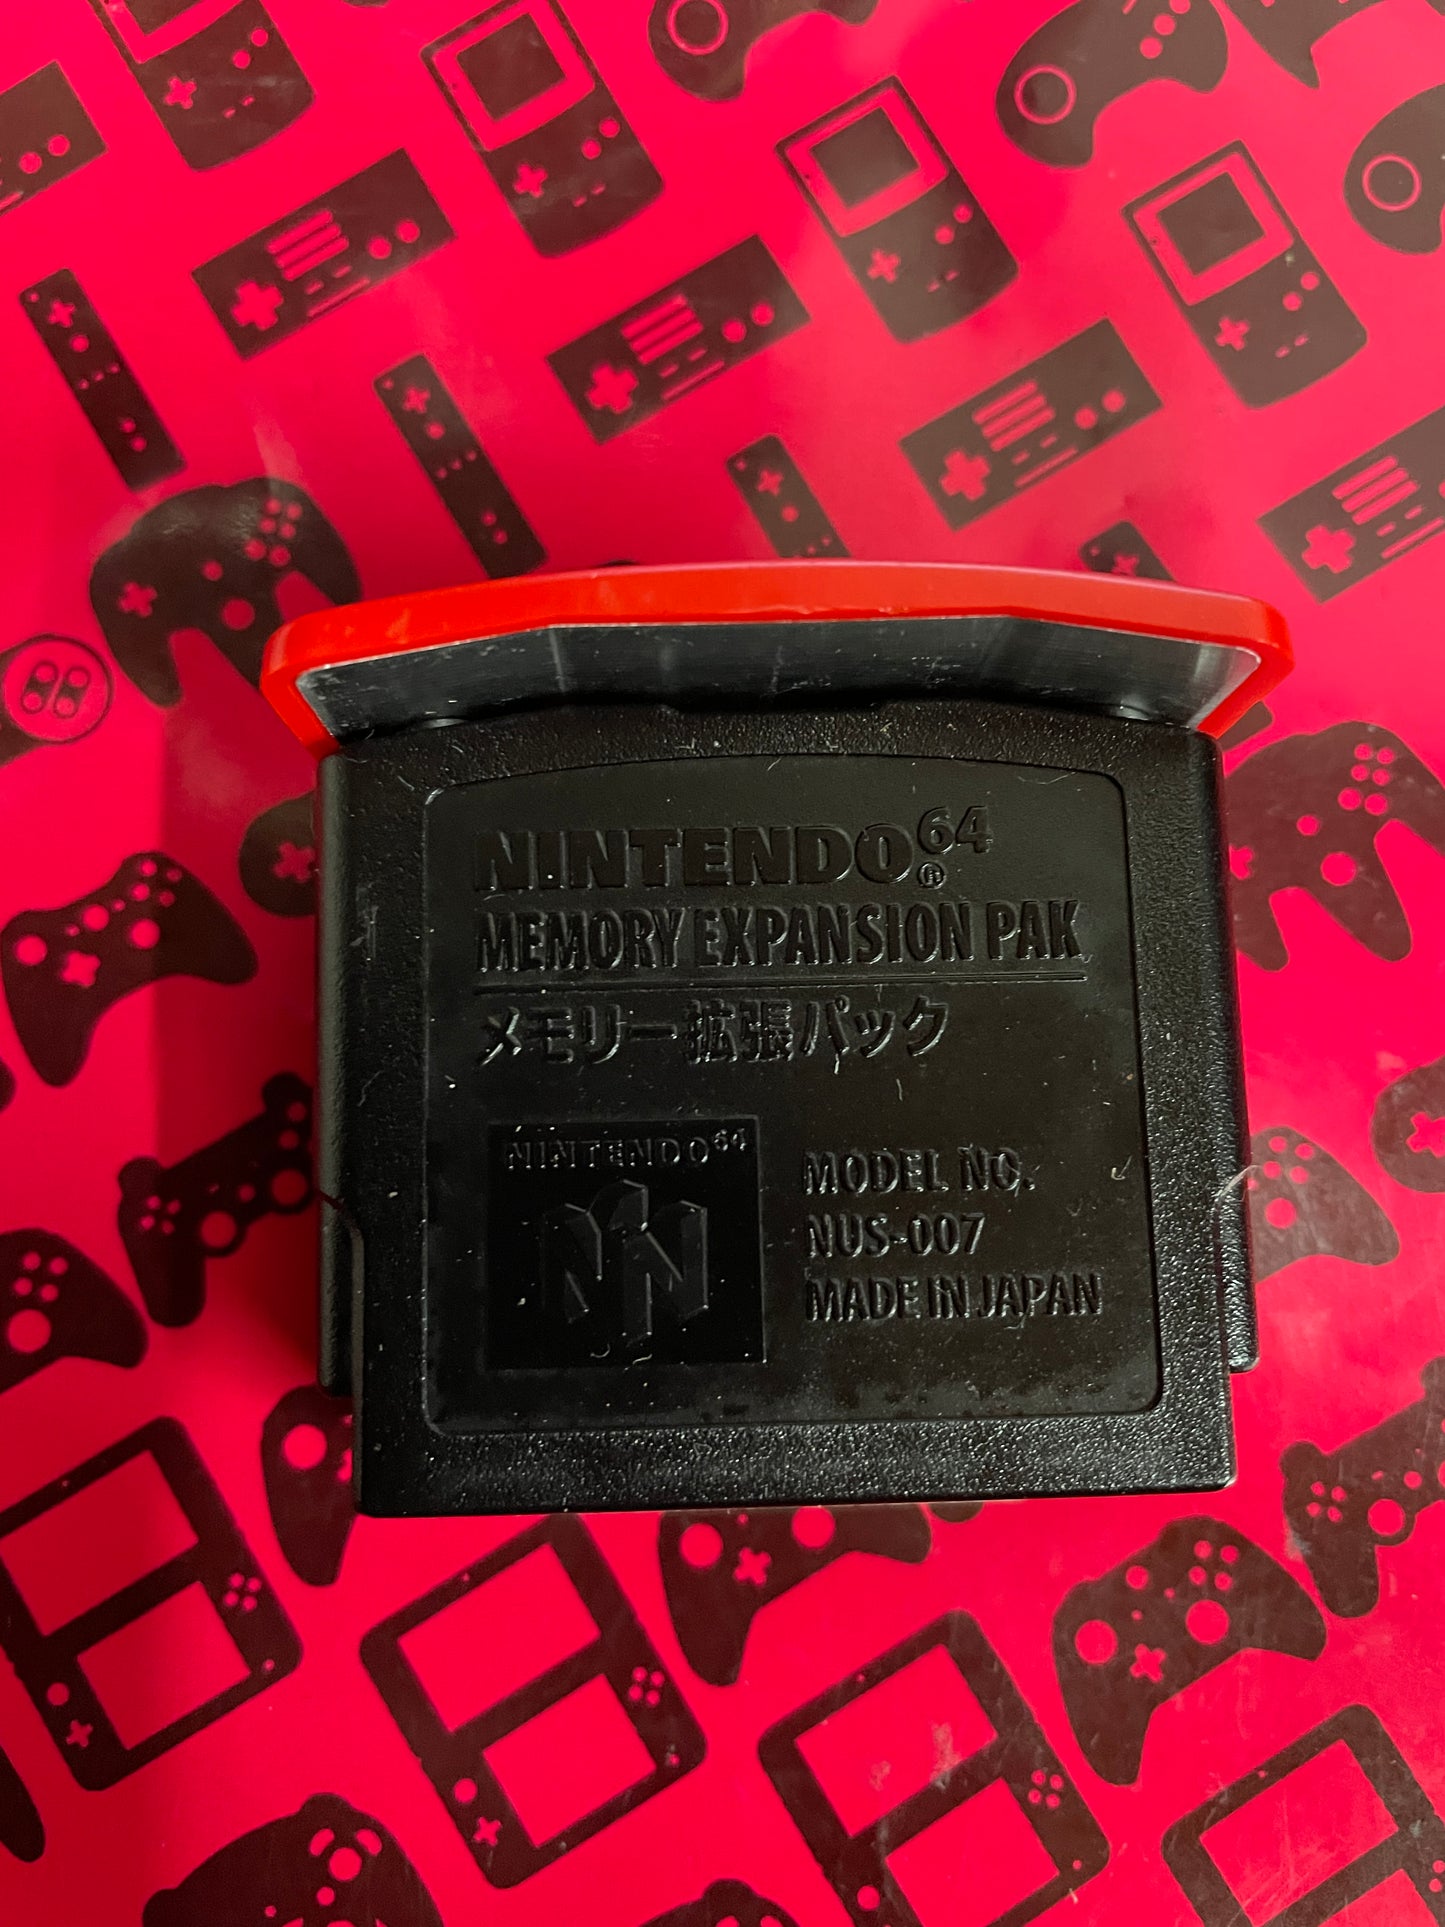 NINTENDO64®
MEMORY EXPANSION PAK
メモリー拡張パック
NINTENDO64
MODEL NO.
NUS-007
MADE IN JAPAN